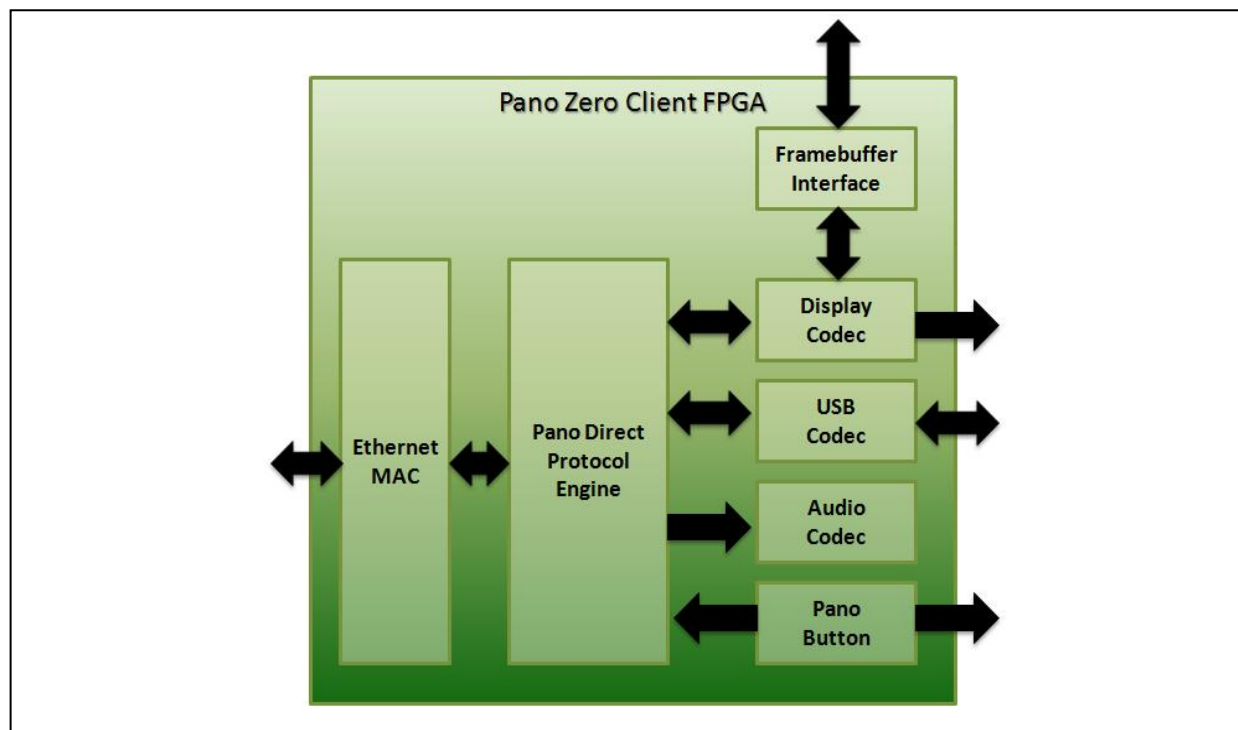 Pano Zero Client FPGA
Framebuffer
Interface
Display
Codec
USB
Codec
Ethernet
MAC
Pano Direct
Protocol
Engine
Audio
Codec
Pano
Button